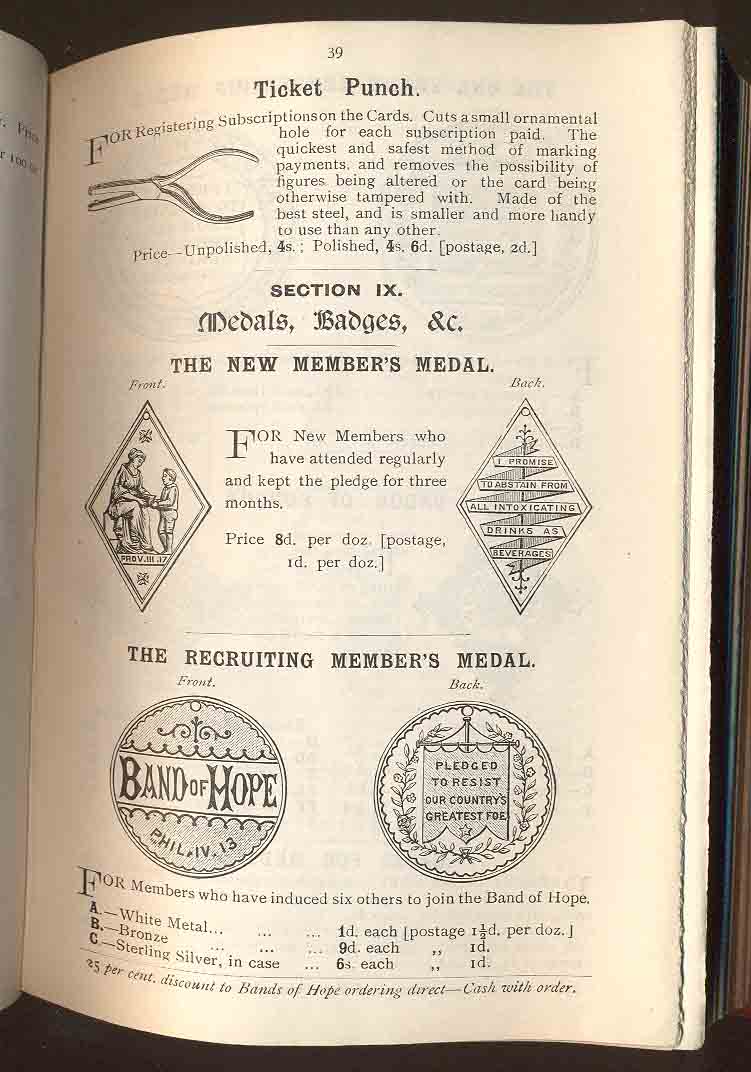 39
Ticket Punch.
FOR Registering Subscriptions on the Cards. Cuts a small ornamental
hole for each subscription paid. The
quickest and safest method of marking
payments, and removes the possibility of
figures being altered or the card being
otherwise tampered with. Made of the
best steel, and is smaller and more handy
to use than any other.
Price—Unpolished, 4s.; Polished, 4s. 6d. [postage, 2d.]
SECTION IX.
Medals, Badges, &c.
THE NEW MEMBER'S MEDAL.
Front.
Back.
PROV.III.17
FOR New Members who
have attended regularly
and kept the pledge for three
months.
Price 8d. per doz. [postage,
1d. per doz.]
I PROMISE
TO ABSTAIN FROM
ALL INTOXICATING
DRINKS AS
BEVERAGES
THE RECRUITING MEMBER'S MEDAL.
Front.
Back.
BAND OF HOPE
PHIL.IV.13
PLEDGED
TO RESIST
OUR COUNTRY'S
GREATEST FOE
FOR Members who have induced six others to join the Band of Hope.
A.—White Metal... ... ... 1d. each [postage 1½d. per doz.]
B.—Bronze ... ... ... 9d. each ,, 1d.
C.—Sterling Silver, in case ... 6s. each ,, 1d.
25 per cent. discount to Bands of Hope ordering direct—Cash with order.